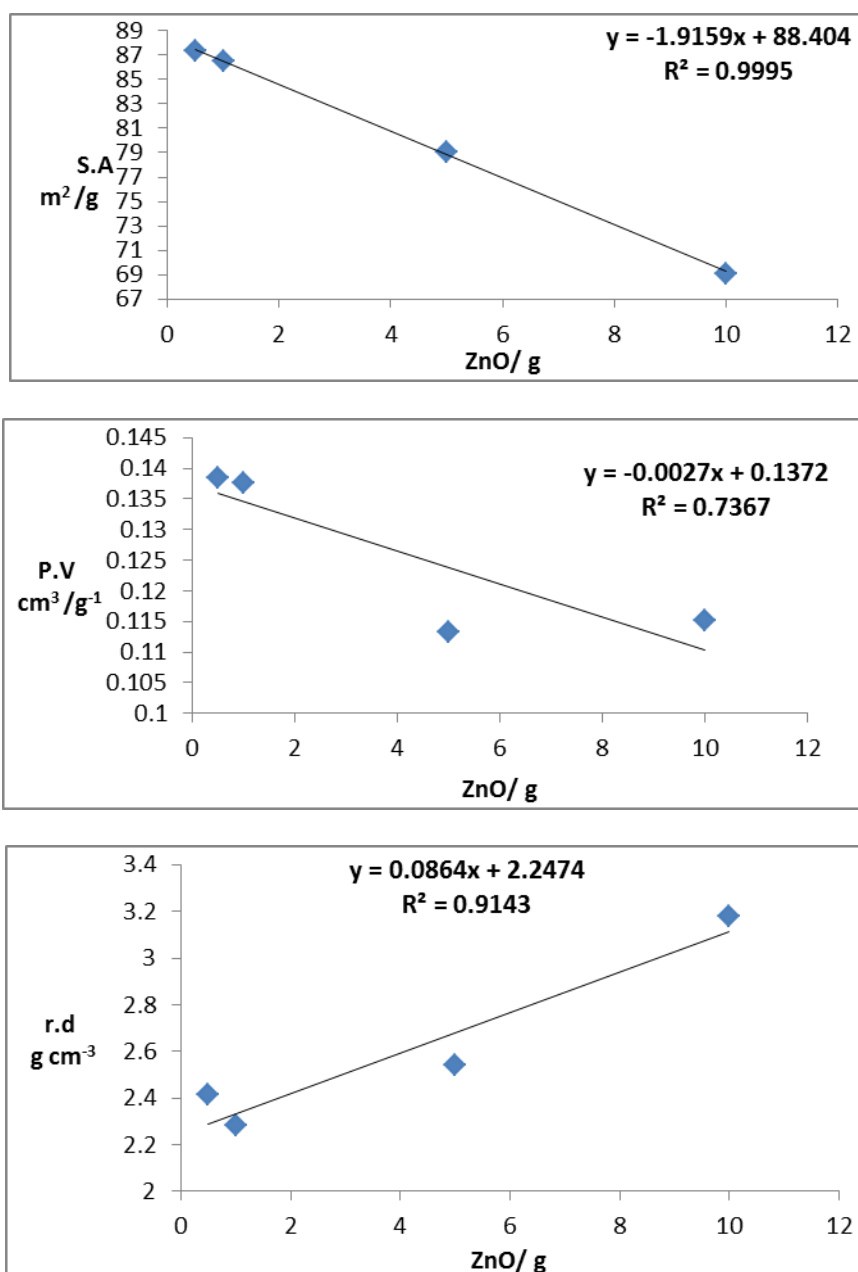 89
87
85
83
81
79
77
75
73
71
69
67
S.A
m²/g
y = -1.9159x + 88.404
R² = 0.9995
0 2 4 6 8 10 12
ZnO/ g
0.145
0.14
0.135
0.13
0.125
0.12
0.115
0.11
0.105
0.1
P.V
cm³/g⁻¹
y = -0.0027x + 0.1372
R² = 0.7367
0 2 4 6 8 10 12
ZnO/ g
3.4
3.2
3
2.8
2.6
2.4
2.2
2
r.d
g cm⁻³
y = 0.0864x + 2.2474
R² = 0.9143
0 2 4 6 8 10 12
ZnO/ g